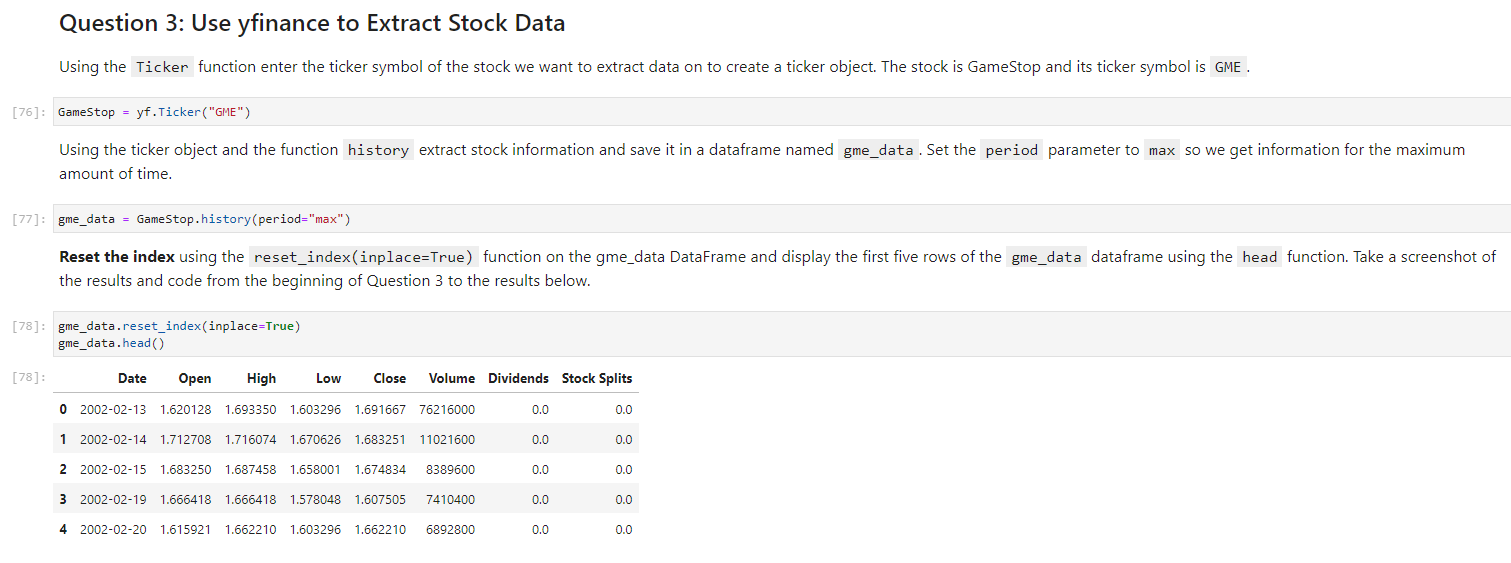 Question 3: Use yfinance to Extract Stock Data
Using the Ticker function enter the ticker symbol of the stock we want to extract data on to create a ticker object. The stock is GameStop and its ticker symbol is GME.
[76]: GameStop = yf.Ticker("GME")
Using the ticker object and the function history extract stock information and save it in a dataframe named gme_data. Set the period parameter to max so we get information for the maximum
amount of time.
[77]: gme_data = GameStop.history(period="max")
Reset the index using the reset_index(inplace=True) function on the gme_data DataFrame and display the first five rows of the gme_data dataframe using the head function. Take a screenshot of
the results and code from the beginning of Question 3 to the results below.
[78]: gme_data.reset_index(inplace=True)
gme_data.head()
[78]: Date Open High Low Close Volume Dividends Stock Splits
0 2002-02-13 1.620128 1.693350 1.603296 1.691667 76216000 0.0 0.0
1 2002-02-14 1.712708 1.716074 1.670626 1.683251 11021600 0.0 0.0
2 2002-02-15 1.683250 1.687458 1.658001 1.674834 8389600 0.0 0.0
3 2002-02-19 1.666418 1.666418 1.578048 1.607505 7410400 0.0 0.0
4 2002-02-20 1.615921 1.662210 1.603296 1.662210 6892800 0.0 0.0